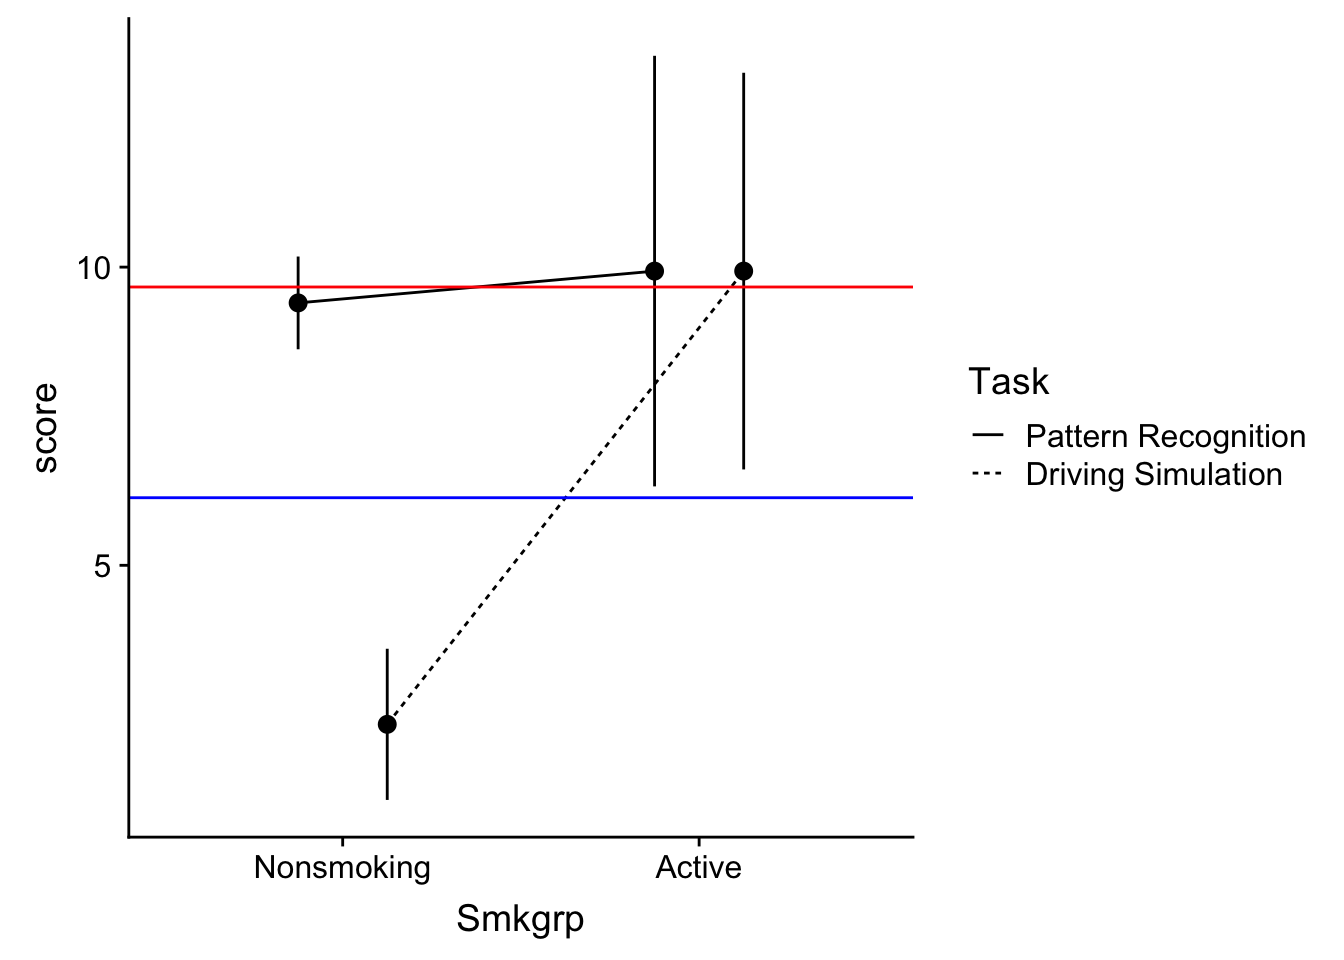 10
5
score
Nonsmoking
Active
Smkgrp
Task
Pattern Recognition
Driving Simulation